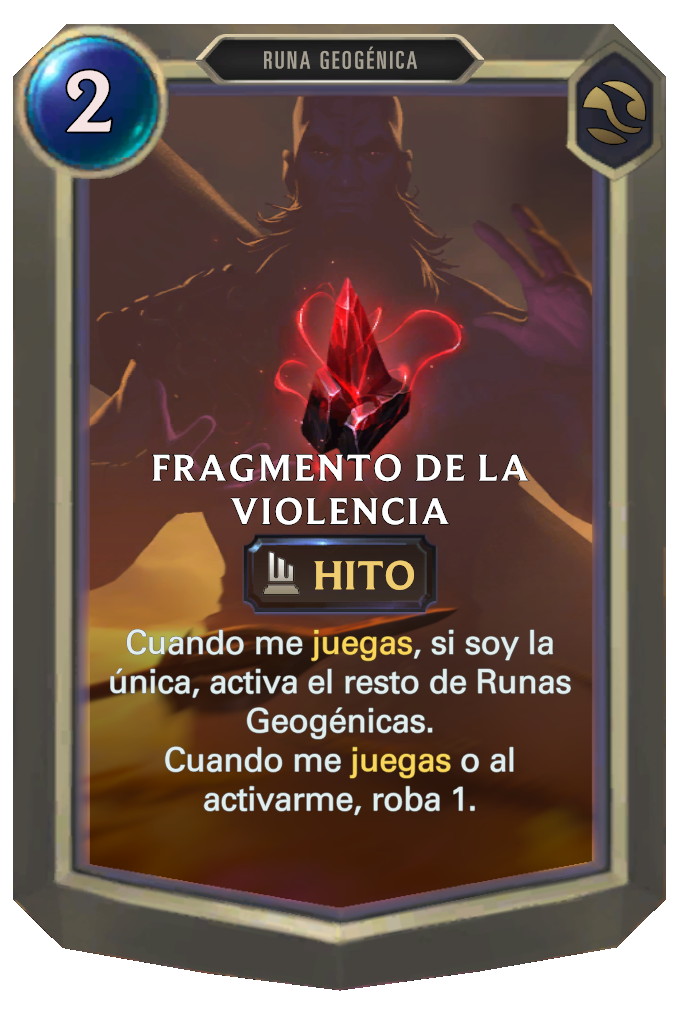 2
RUNA GEOGÉNICA
FRAGMENTO DE LA
VIOLENCIA
HITO
Cuando me juegas, si soy la
única, activa el resto de Runas
Geogénicas.
Cuando me juegas o al
activarme, roba 1.